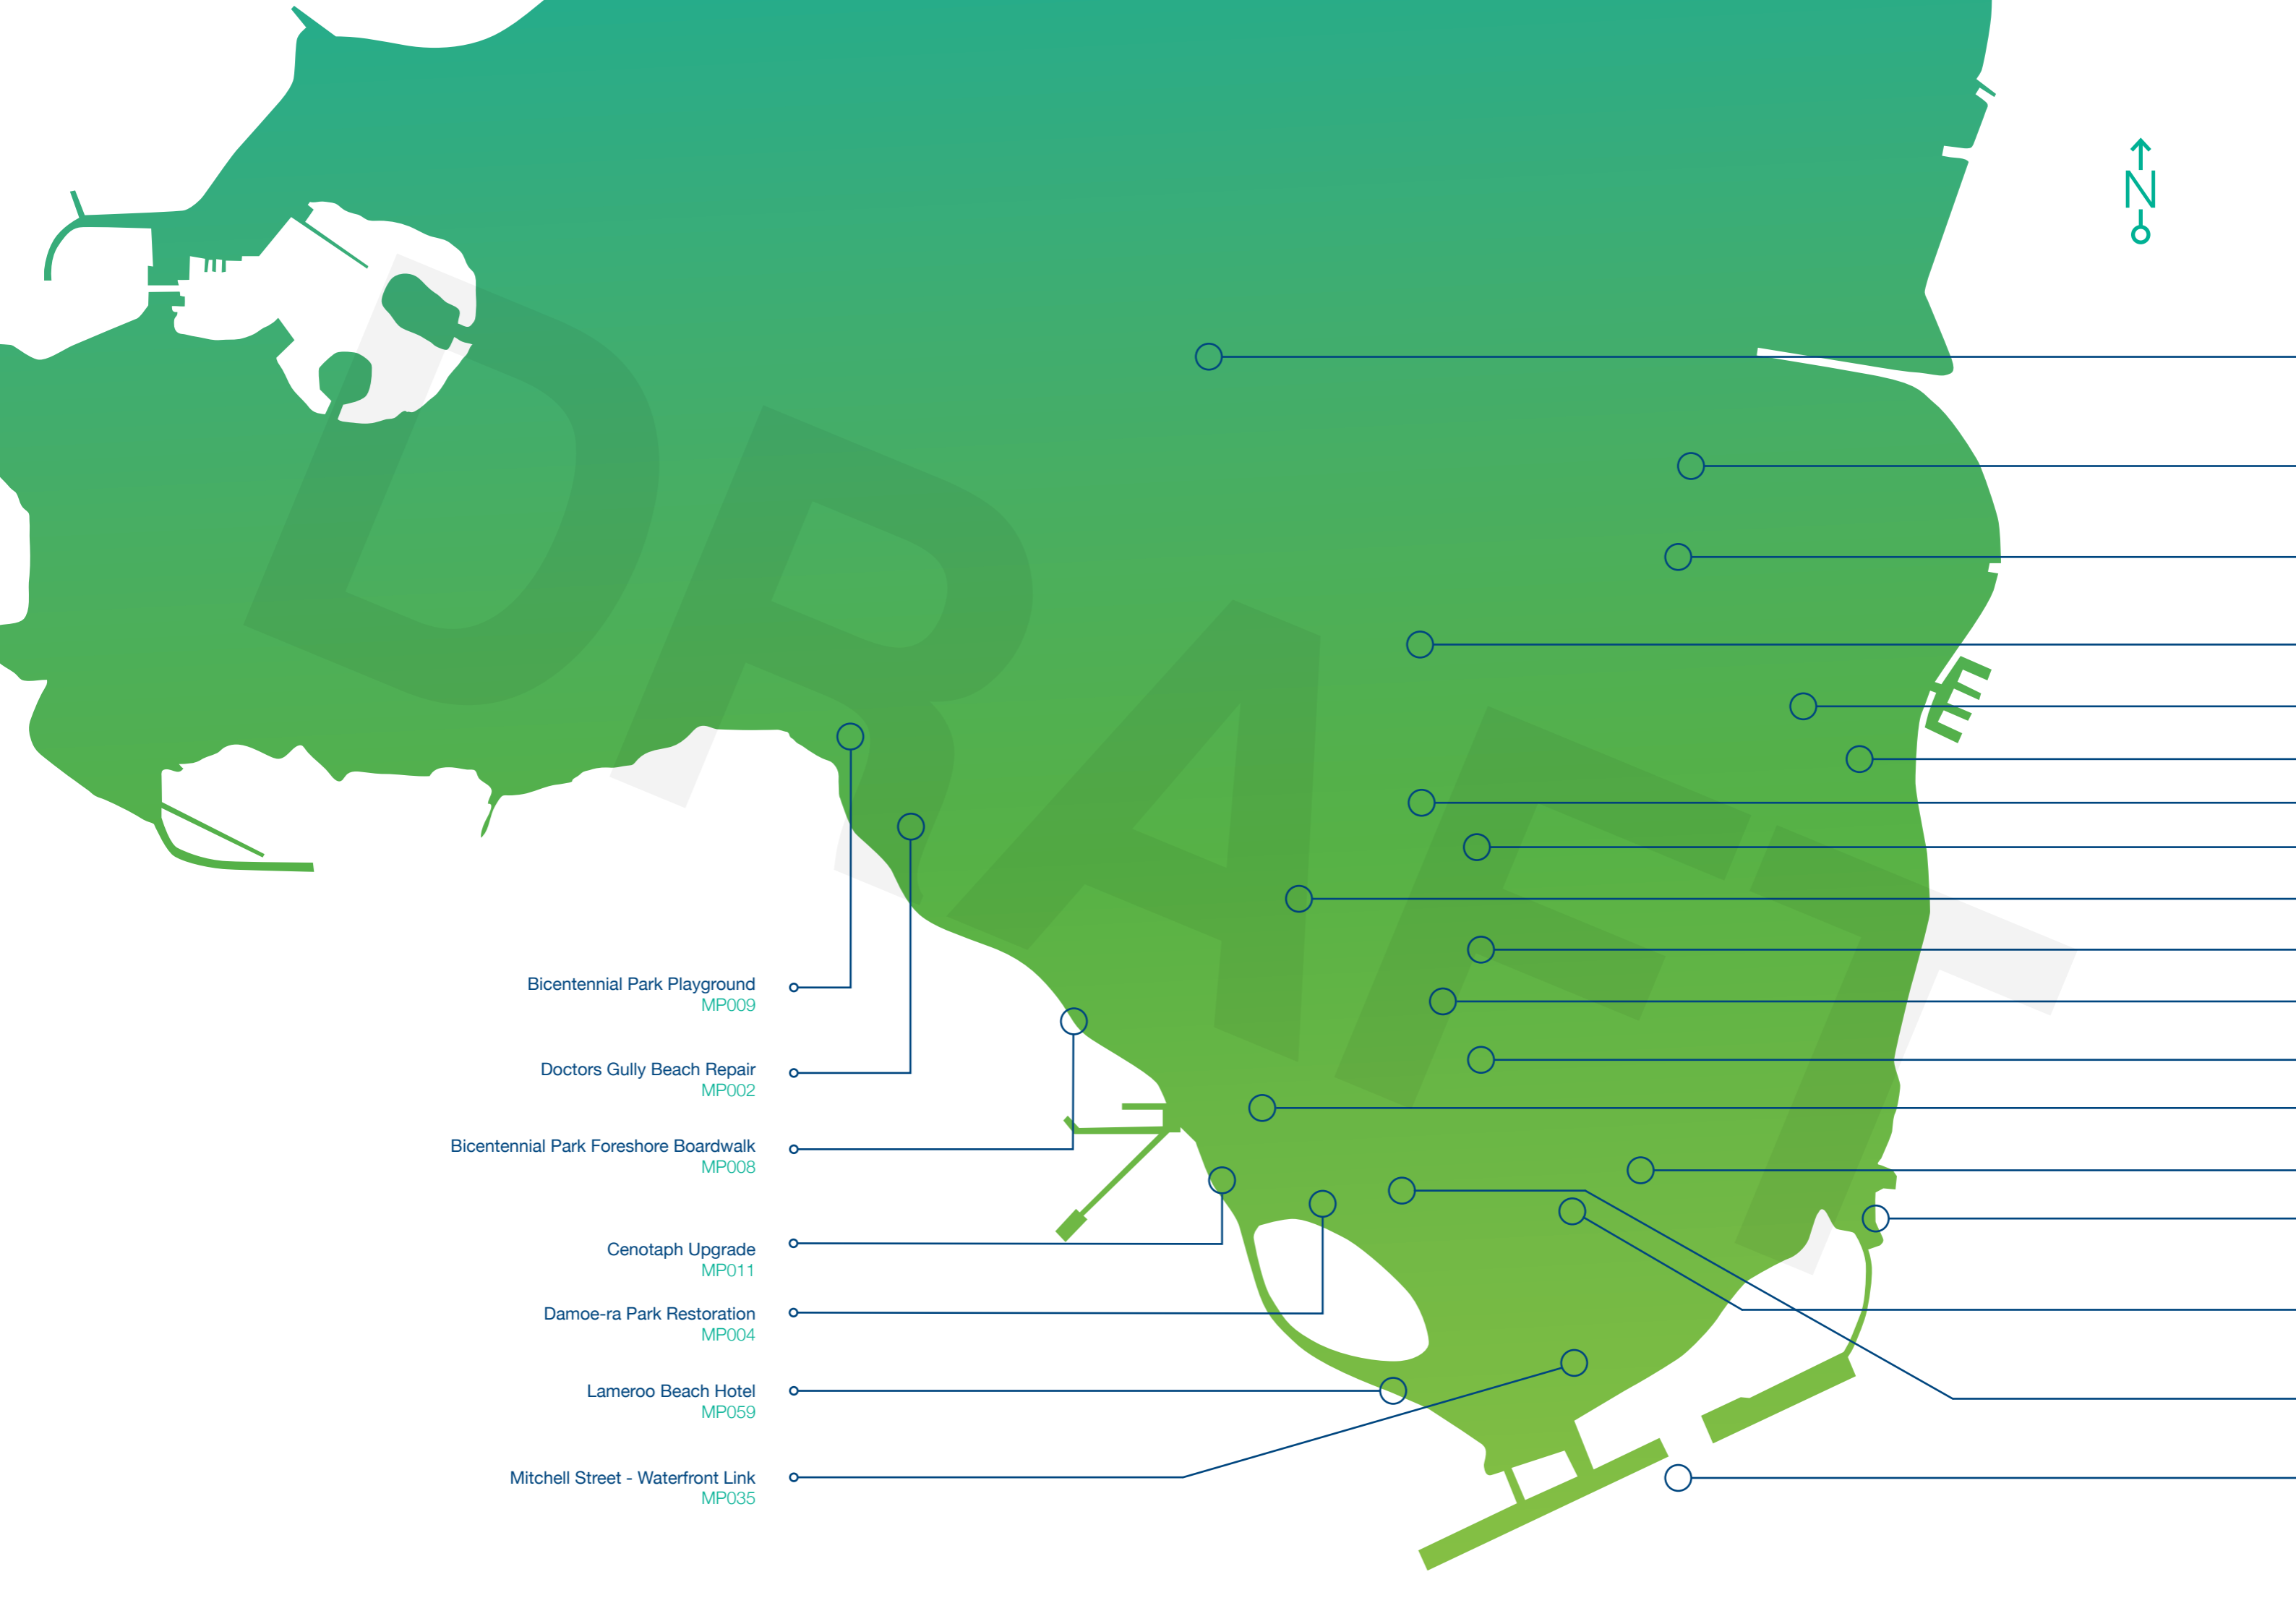 N
DRAFT
Bicentennial Park Playground
MP009
Doctors Gully Beach Repair
MP002
Bicentennial Park Foreshore Boardwalk
MP008
Cenotaph Upgrade
MP011
Damoe-ra Park Restoration
MP004
Lameroo Beach Hotel
MP059
Mitchell Street - Waterfront Link
MP035